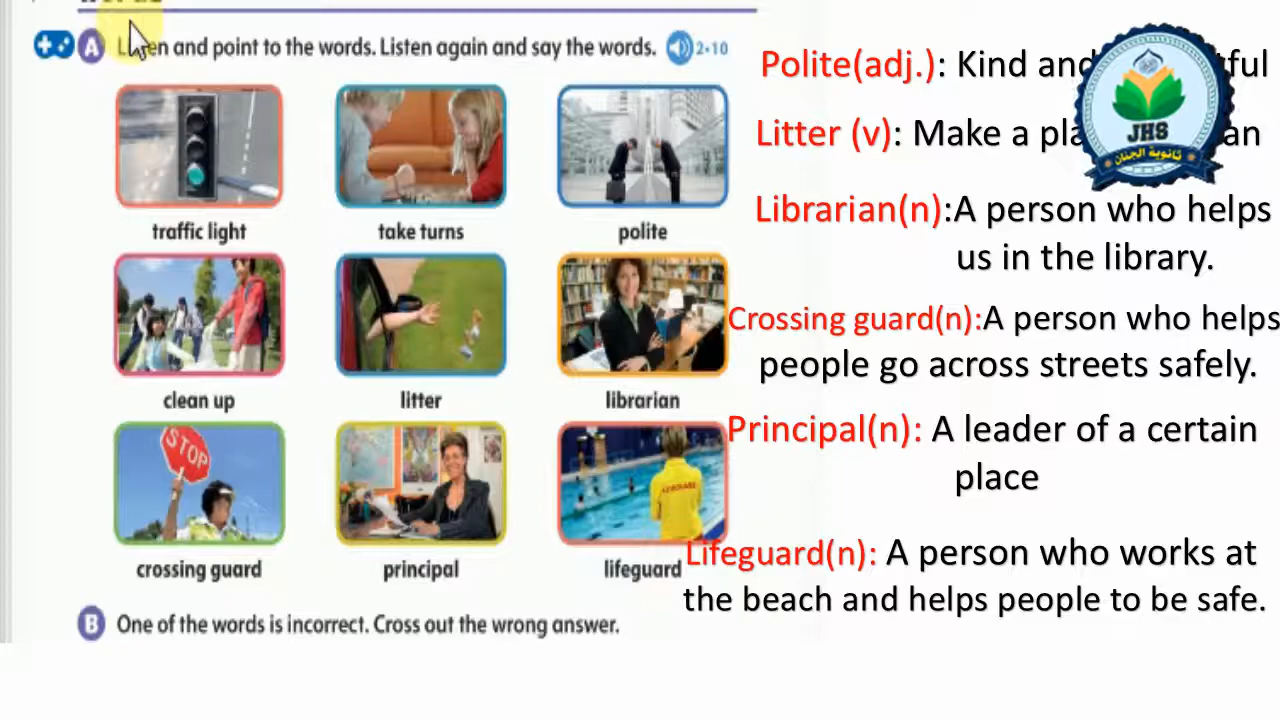 A Listen and point to the words. Listen again and say the words. 2·10
traffic light
take turns
polite
clean up
litter
librarian
STOP
crossing guard
principal
lifeguard
B One of the words is incorrect. Cross out the wrong answer.
Polite(adj.): Kind and
Litter (v): Make a
Librarian(n):A person who helps
us in the library.
Crossing guard(n):A person who helps
people go across streets safely.
Principal(n): A leader of a certain
place
Lifeguard(n): A person who works at
the beach and helps people to be safe.
JHS
ثانوية الجنان